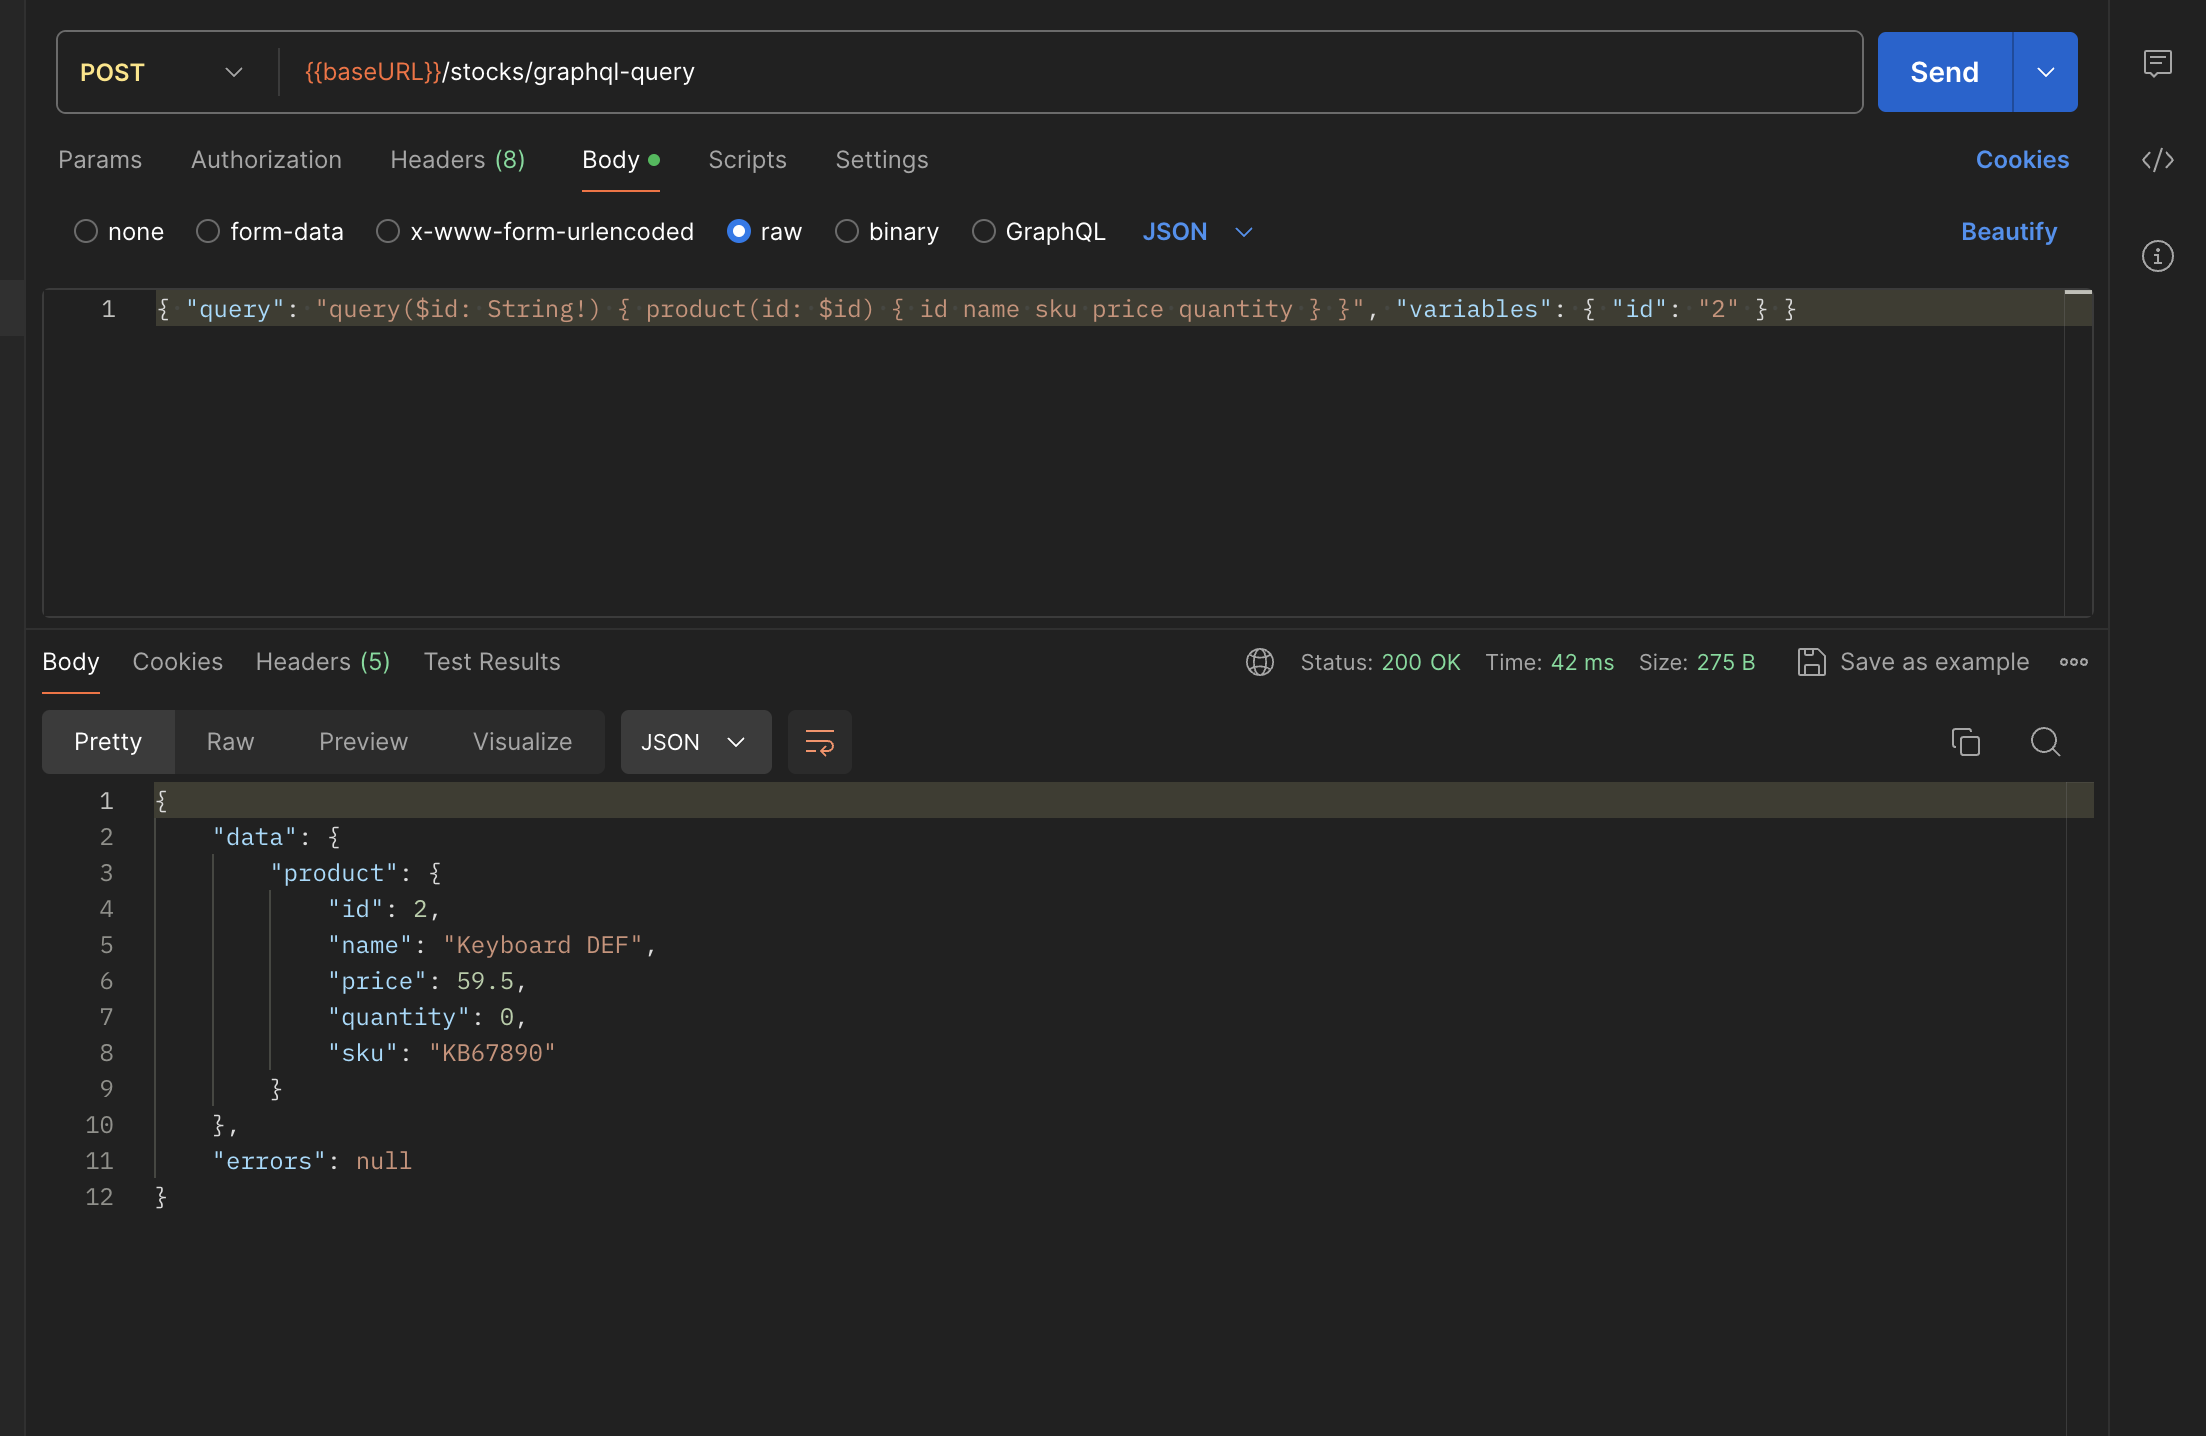 POST {{baseURL}}/stocks/graphql-query Send
Params Authorization Headers (8) Body Scripts Settings Cookies
none form-data x-www-form-urlencoded raw binary GraphQL JSON Beautify
1 { "query": "query($id: String!) { product(id: $id) { id name sku price quantity } }", "variables": { "id": "2" } }
Body Cookies Headers (5) Test Results Status: 200 OK Time: 42 ms Size: 275 B Save as example
Pretty Raw Preview Visualize JSON
1 {
2 "data": {
3 "product": {
4 "id": 2,
5 "name": "Keyboard DEF",
6 "price": 59.5,
7 "quantity": 0,
8 "sku": "KB67890"
9 }
10 },
11 "errors": null
12 }